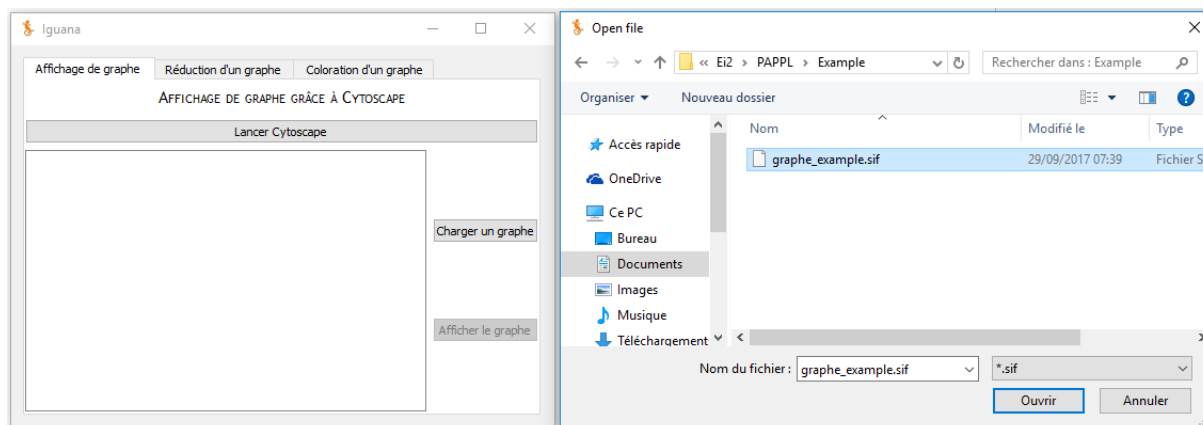 Iguana
Affichage de graphe Réduction d'un graphe Coloration d'un graphe
AFFICHAGE DE GRAPHE GRÂCE À CYTOSCAPE
Lancer Cytoscape
Charger un graphe
Afficher le graphe
Open file
« Ei2 > PAPPL > Example
Rechercher dans : Example
Organiser Nouveau dossier
Nom Modifié le Type
graphe_example.sif 29/09/2017 07:39 Fichier S
Accès rapide
OneDrive
Ce PC
Bureau
Documents
Images
Musique
Téléchargement
Nom du fichier : graphe_example.sif *.sif
Ouvrir Annuler